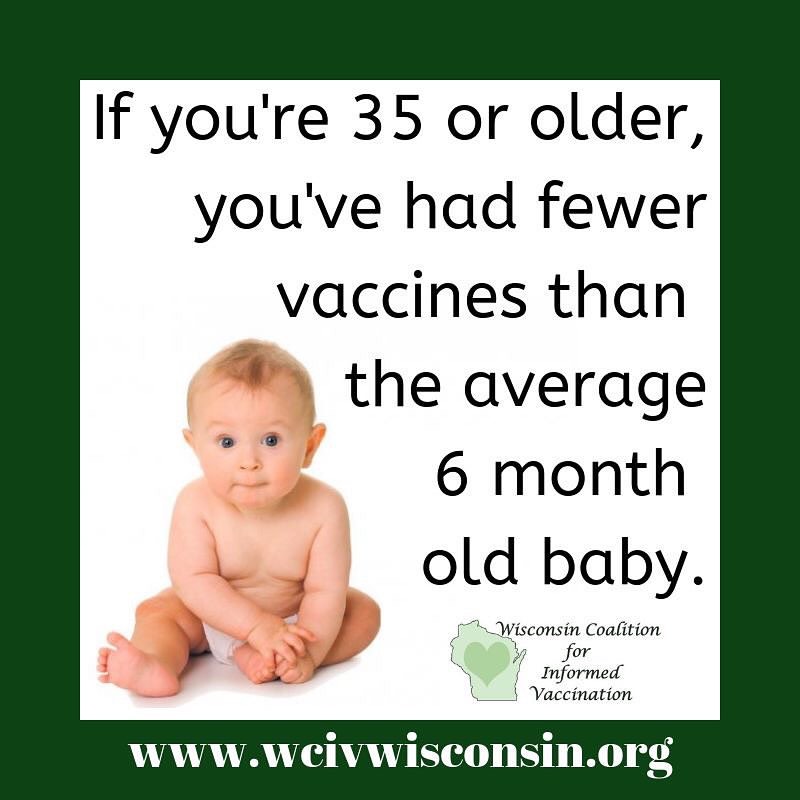 If you're 35 or older,
you've had fewer
vaccines than
the average
6 month
old baby.
Wisconsin Coalition
for
Informed
Vaccination
www.wcivwisconsin.org